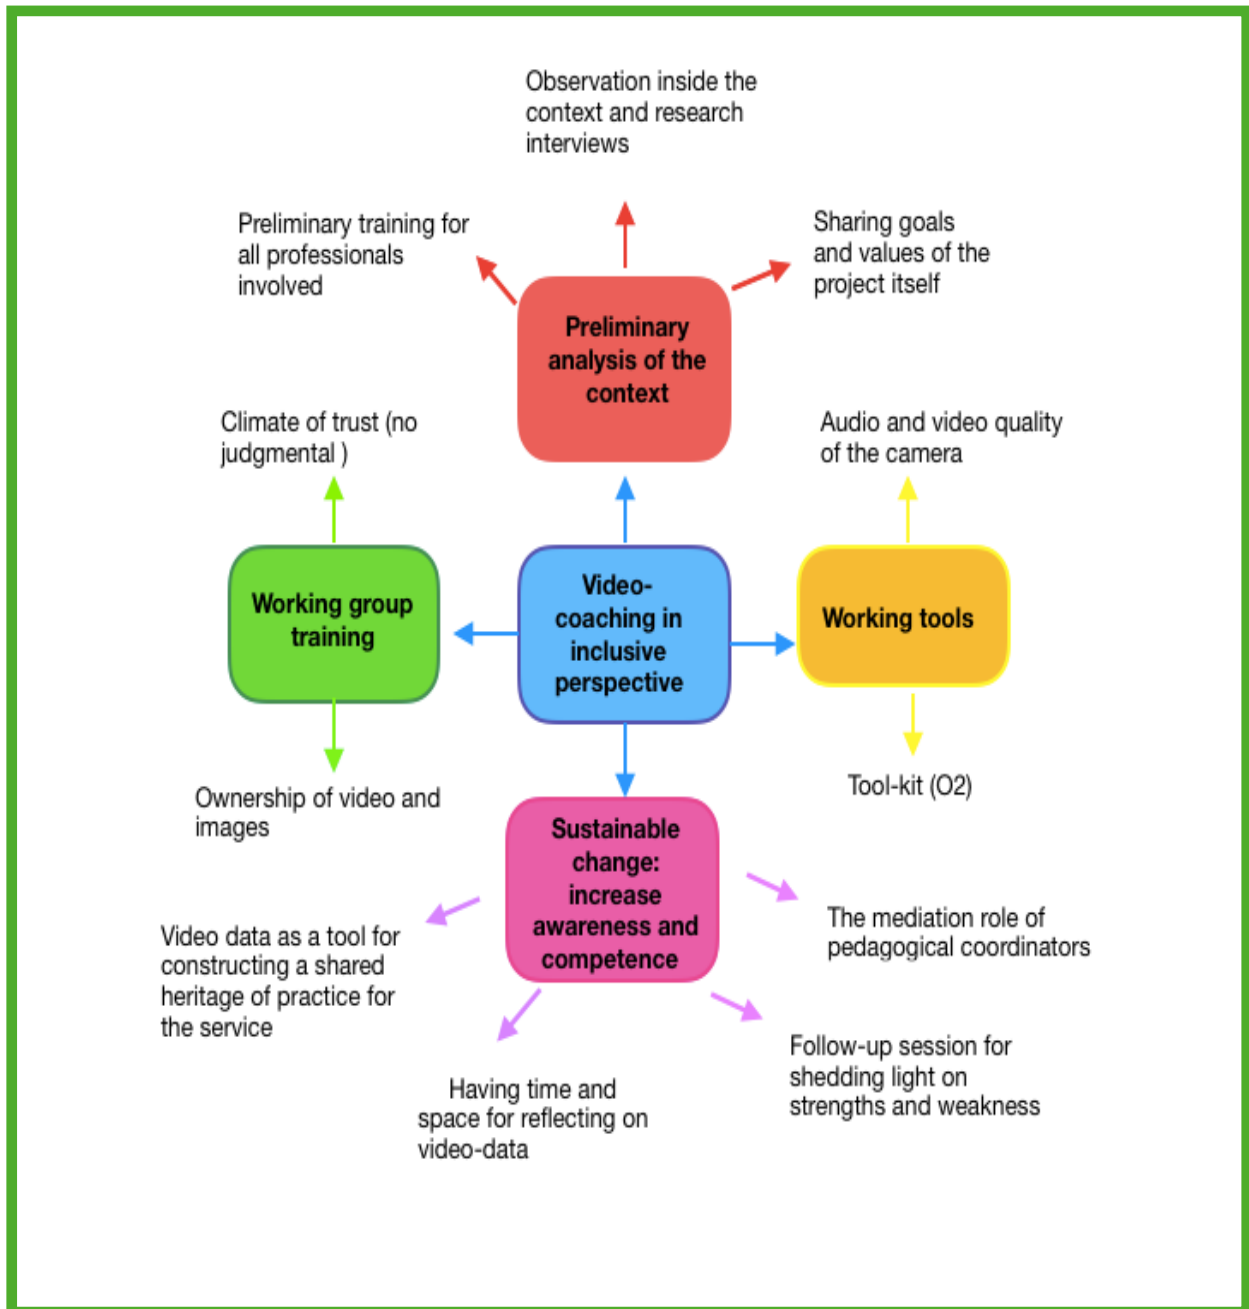 Observation inside the
context and research
interviews
Preliminary training for
all professionals
involved
Sharing goals
and values of the
project itself
Preliminary
analysis of the
context
Climate of trust (no
judgmental )
Audio and video quality
of the camera
Working group
training
Video-
coaching in
inclusive
perspective
Working tools
Ownership of video and
images
Tool-kit (O2)
Sustainable
change:
increase
awareness and
competence
Video data as a tool for
constructing a shared
heritage of practice for
the service
The mediation role of
pedagogical coordinators
Having time and
space for reflecting on
video-data
Follow-up session for
shedding light on
strengths and weakness